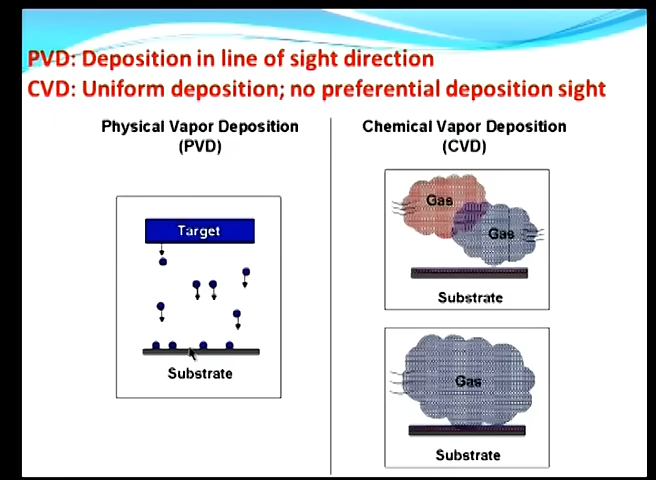 PVD: Deposition in line of sight direction
CVD: Uniform deposition; no preferential deposition sight
Physical Vapor Deposition
(PVD)
Target
Substrate
Chemical Vapor Deposition
(CVD)
Gas
Gas
Substrate
Gas
Substrate